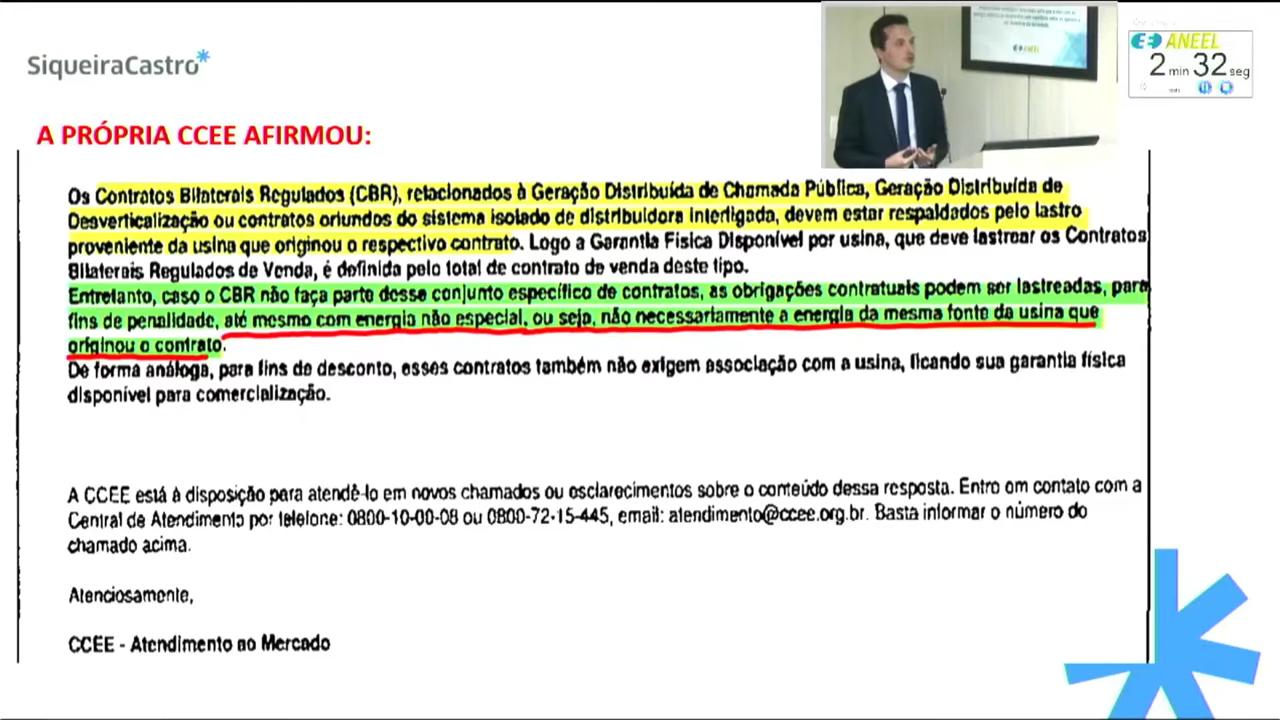 SiqueiraCastro
ANEEL
2 min 32 seg
ANEEL
A PRÓPRIA CCEE AFIRMOU:
Os Contratos Bilaterais Regulados (CBR), relacionados à Geração Distribuída de Chamada Pública, Geração Distribuída de
Desverticalização ou contratos oriundos do sistema isolado de distribuidora interligada, devem estar respaldados pelo lastro
proveniente da usina que originou o respectivo contrato. Logo a Garantia Física Disponível por usina, que deve lastrear os Contratos
Bilaterais Regulados de Venda, é definida pelo total de contrato de venda deste tipo.
Entretanto, caso o CBR não faça parte desse conjunto específico de contratos, as obrigações contratuais podem ser lastreadas, para
fins de penalidade, até mesmo com energia não especial, ou seja, não necessariamente a energia da mesma fonte da usina que
originou o contrato.
De forma análoga, para fins de desconto, esses contratos também não exigem associação com a usina, ficando sua garantia física
disponível para comercialização.
A CCEE está à disposição para atendê-lo em novos chamados ou esclarecimentos sobre o conteúdo dessa resposta. Entre em contato com a
Central de Atendimento por telefone: 0800-10-00-08 ou 0800-72-15-445, email: atendimento@ccee.org.br. Basta informar o número do
chamado acima.
Atenciosamente,
CCEE - Atendimento ao Mercado